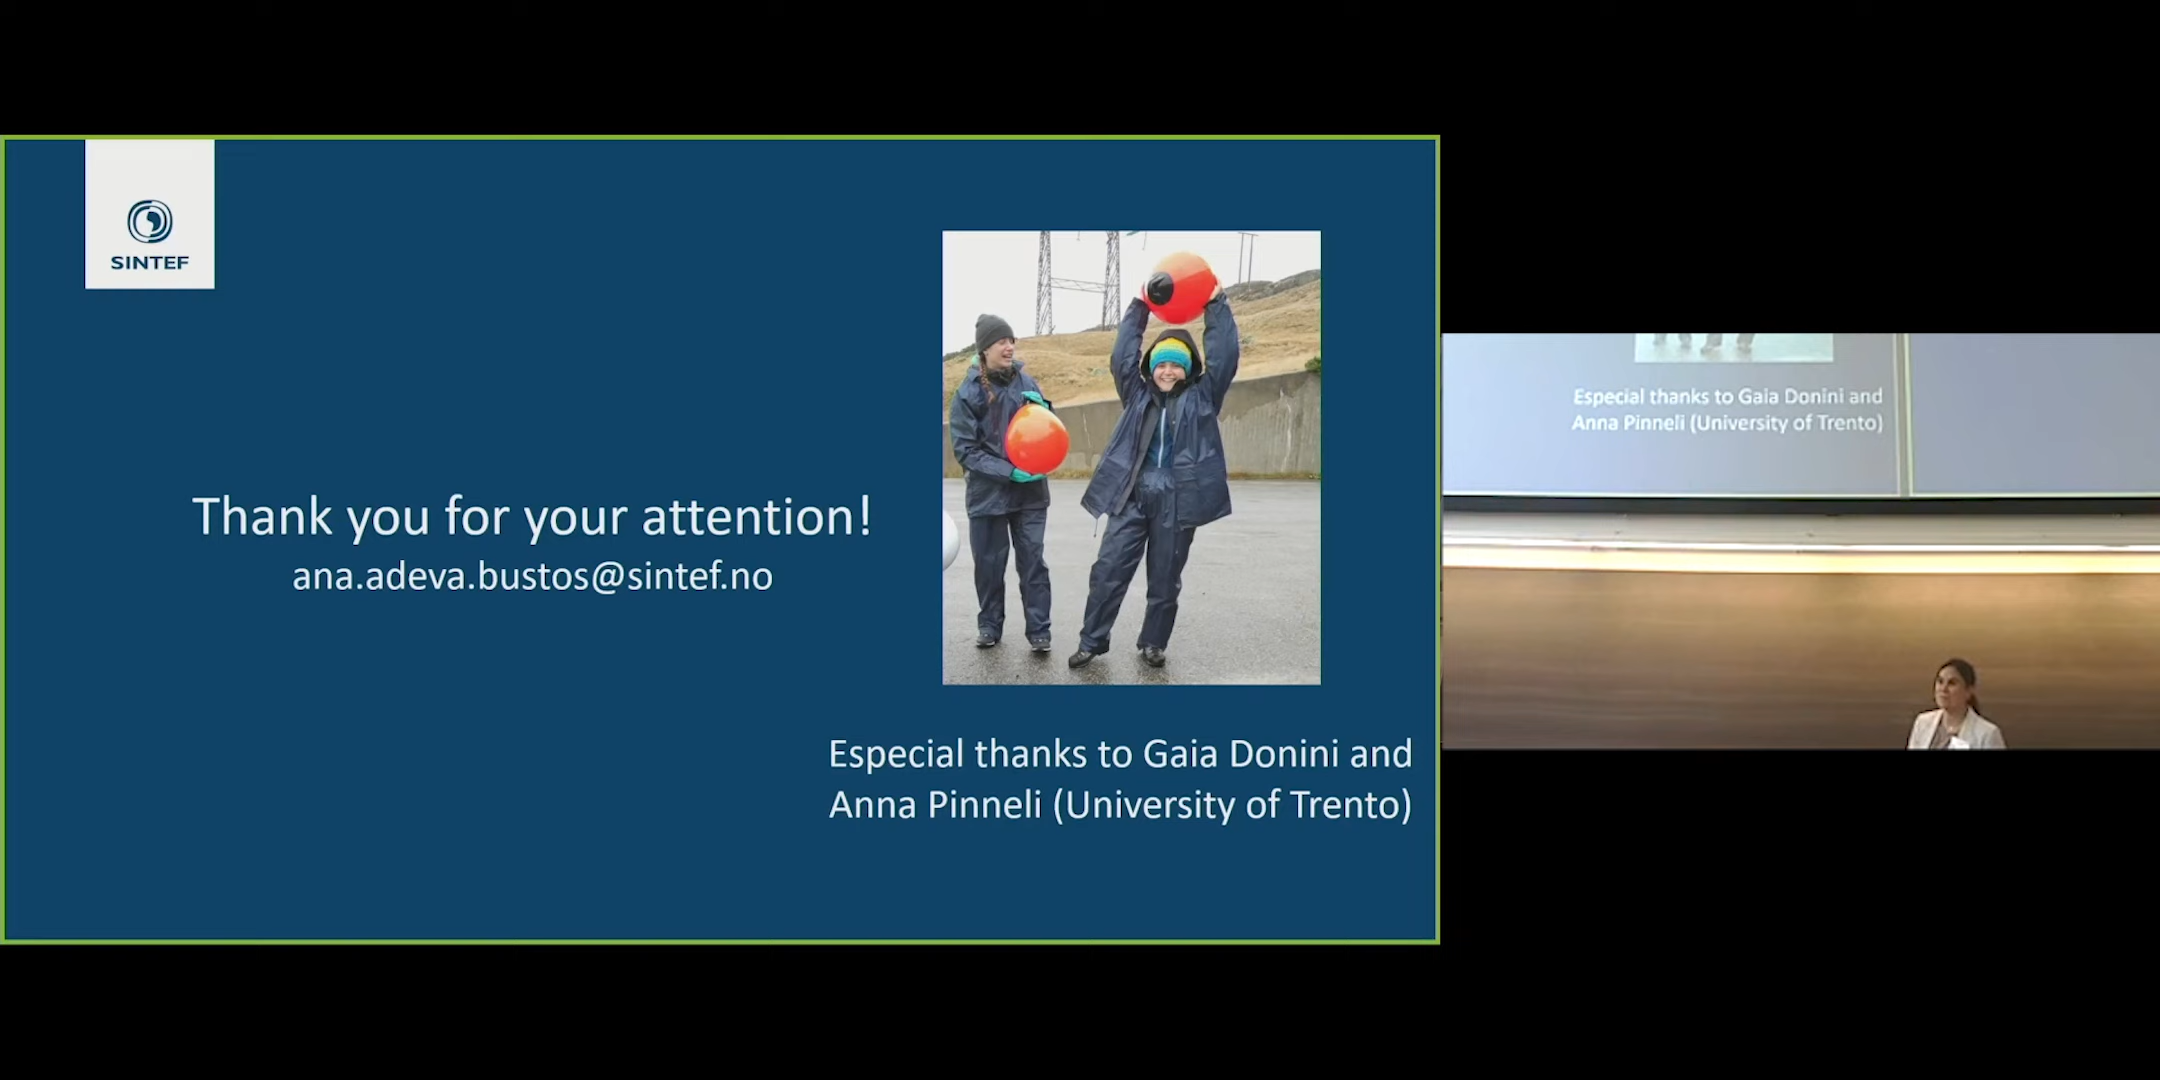 SINTEF
Thank you for your attention!
ana.adeva.bustos@sintef.no
Especial thanks to Gaia Donini and
Anna Pinneli (University of Trento)
Especial thanks to Gaia Donini and
Anna Pinneli (University of Trento)